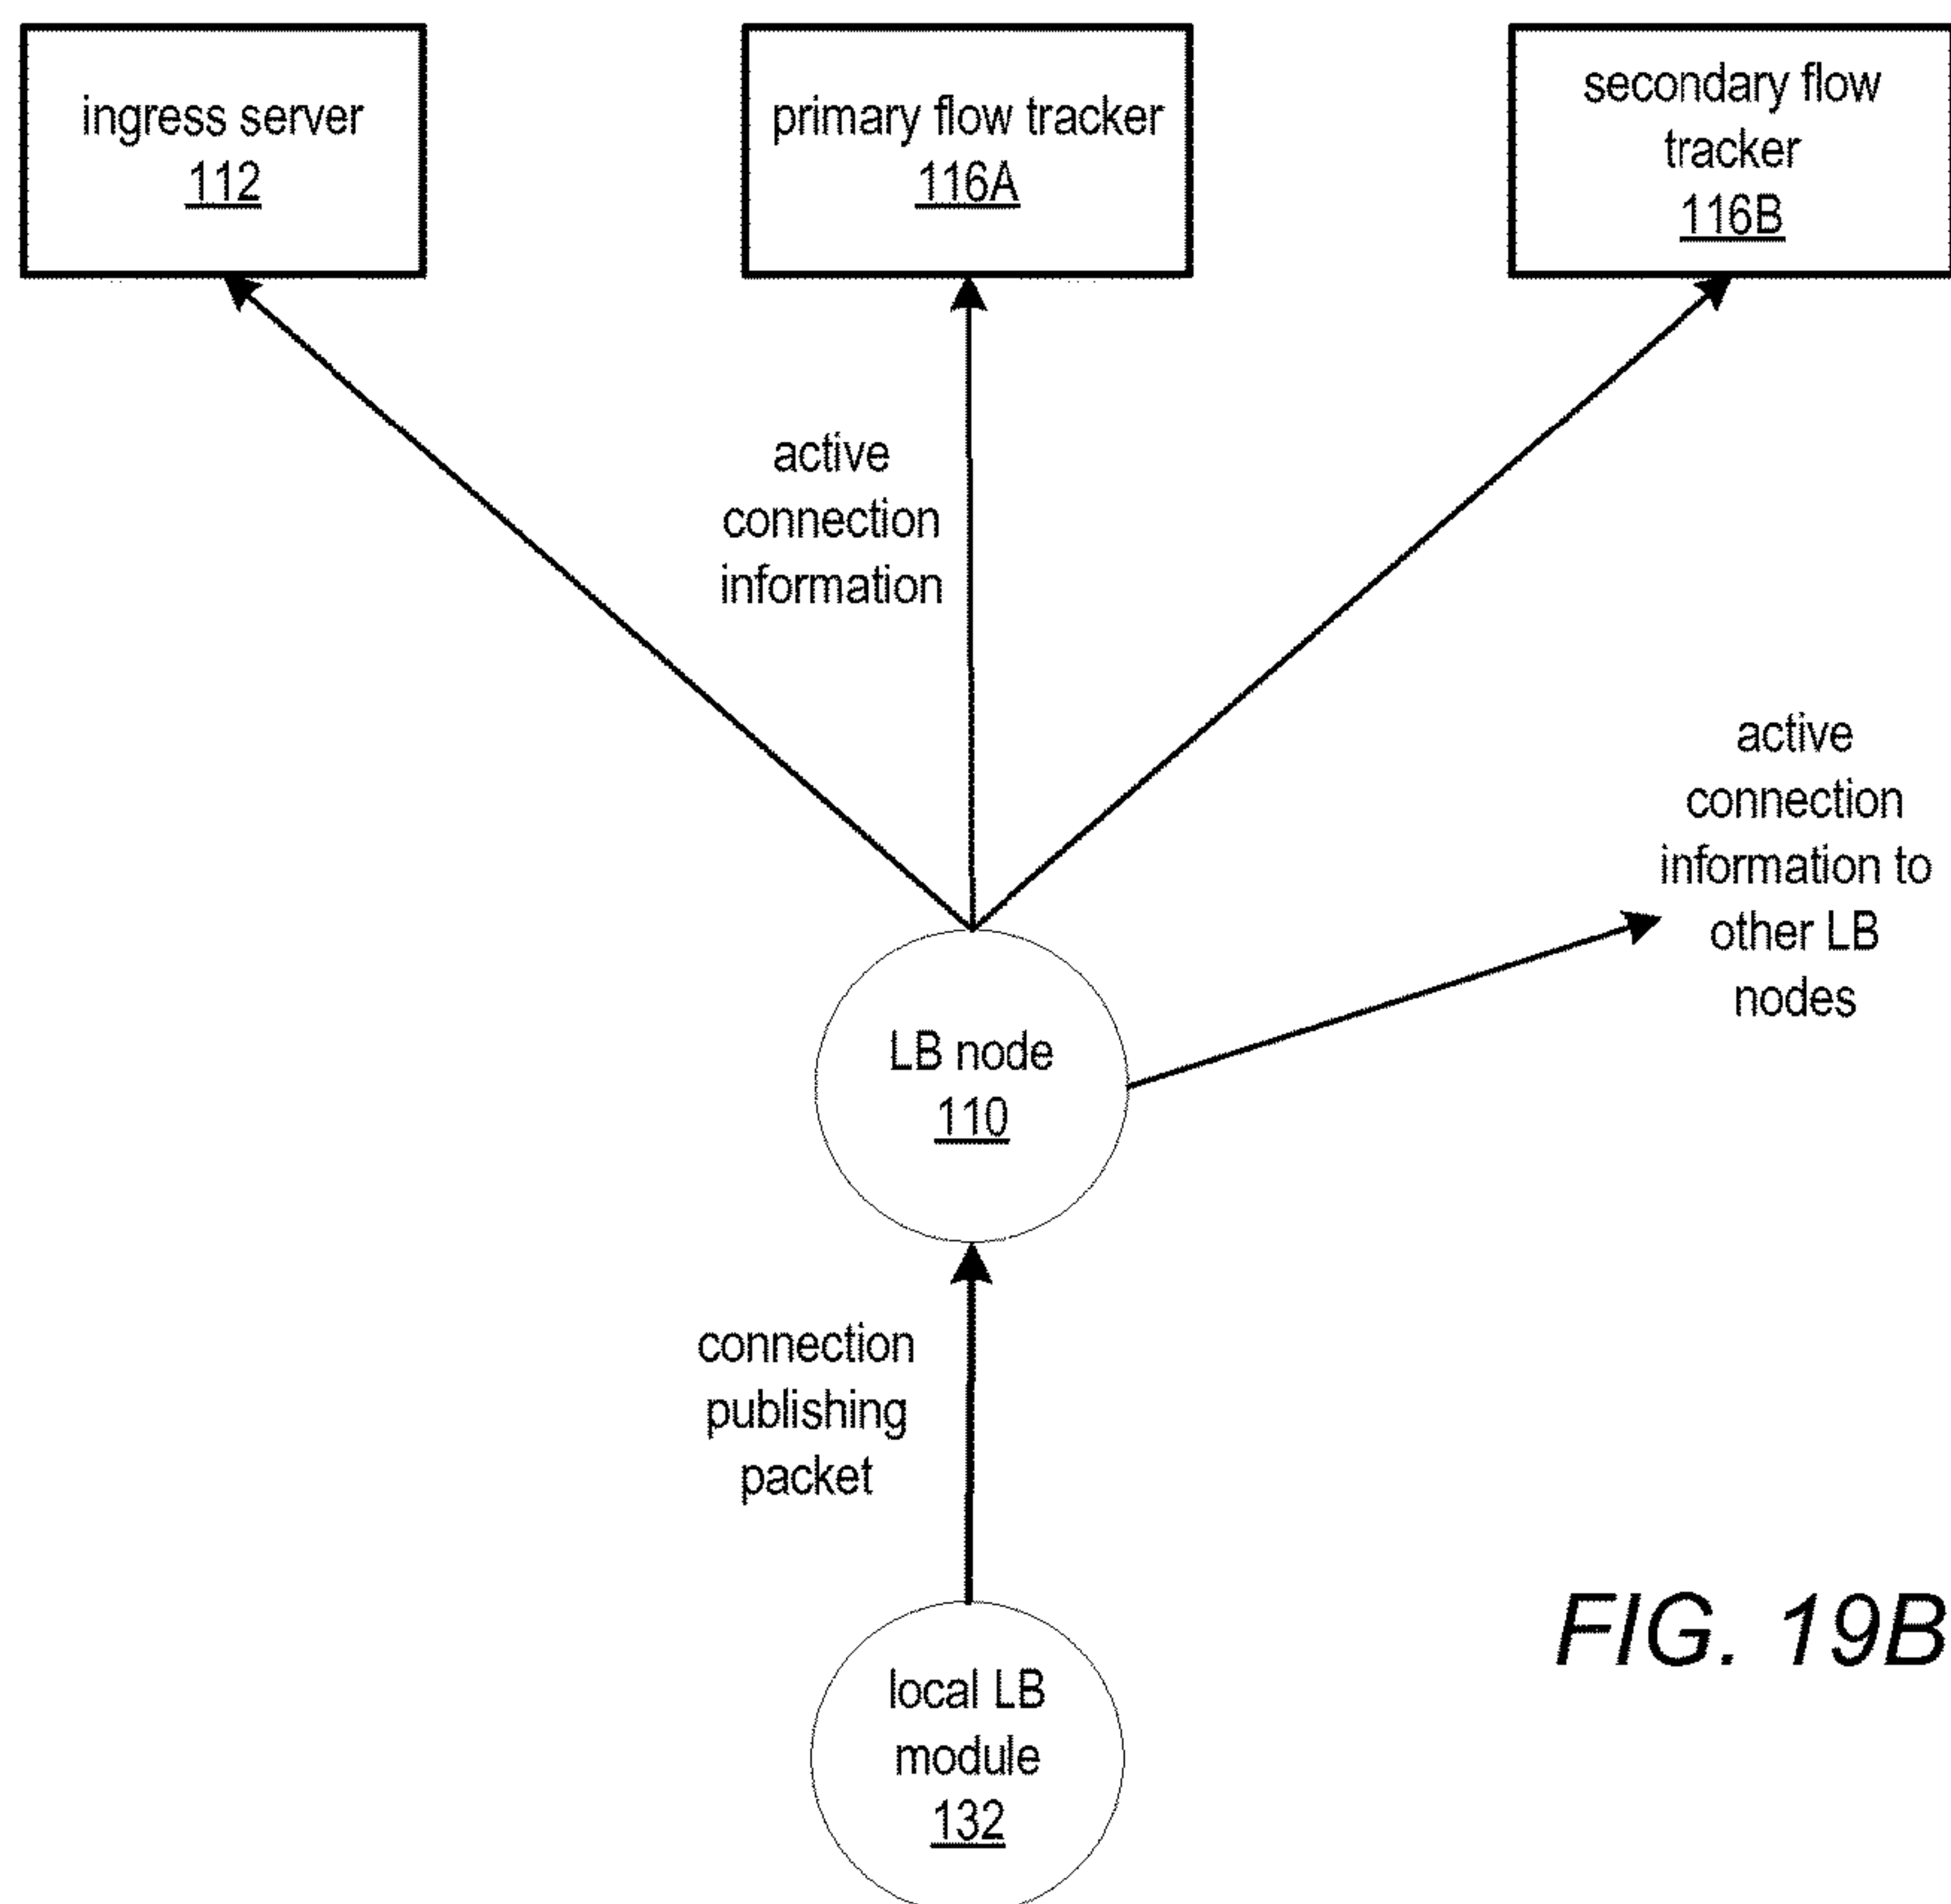 ingress server
112
primary flow tracker
116A
secondary flow
tracker
116B
active
connection
information
active
connection
information to
other LB
nodes
LB node
110
connection
publishing
packet
local LB
module
132
FIG. 19B